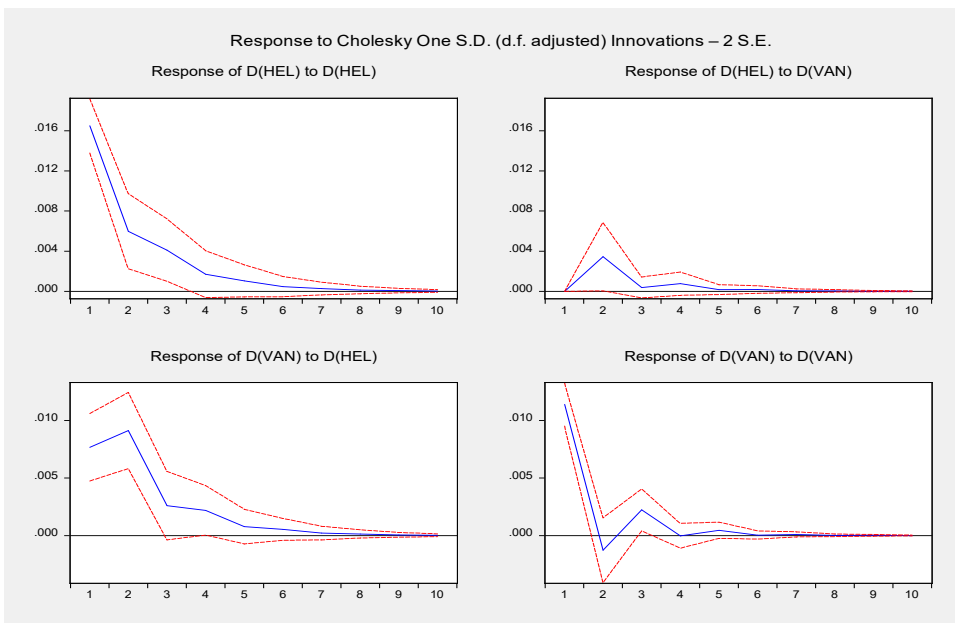 Response to Cholesky One S.D. (d.f. adjusted) Innovations – 2 S.E.
Response of D(HEL) to D(HEL)
.016
.012
.008
.004
.000
1 2 3 4 5 6 7 8 9 10
Response of D(HEL) to D(VAN)
.016
.012
.008
.004
.000
1 2 3 4 5 6 7 8 9 10
Response of D(VAN) to D(HEL)
.010
.005
.000
1 2 3 4 5 6 7 8 9 10
Response of D(VAN) to D(VAN)
.010
.005
.000
1 2 3 4 5 6 7 8 9 10